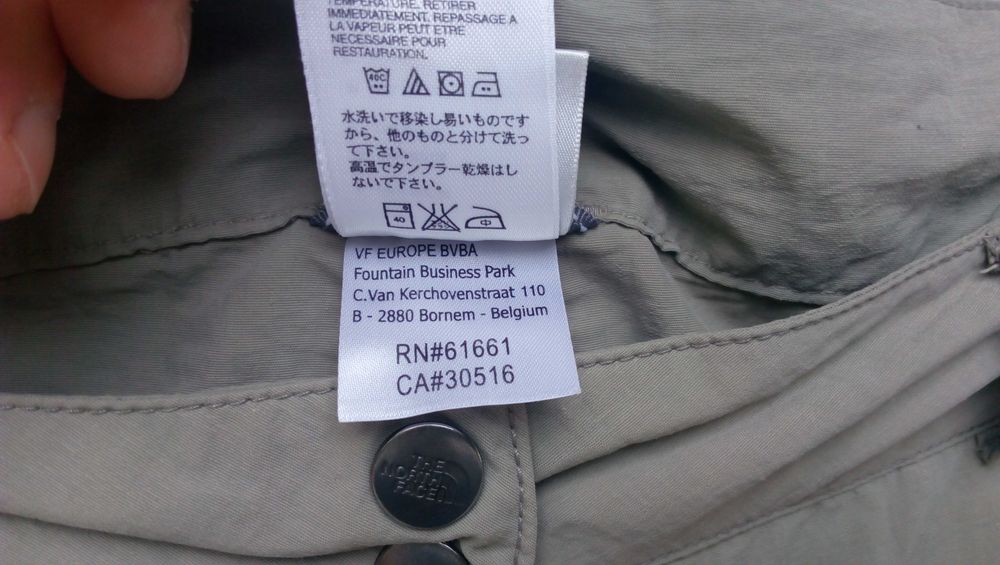 TEMPÉRATURE. RETIRER
IMMÉDIATEMENT. REPASSAGE A
LA VAPEUR PEUT ÊTRE
NECESSAIRE POUR
RESTAURATION.
40C
水洗いで移染し易いものです
から、他のものと分けて洗っ
て下さい。
高温でタンブラー乾燥はし
ないで下さい。
40
中
VF EUROPE BVBA
Fountain Business Park
C.Van Kerchovenstraat 110
B - 2880 Bornem - Belgium
RN#61661
CA#30516
THE
NORTH
FACE